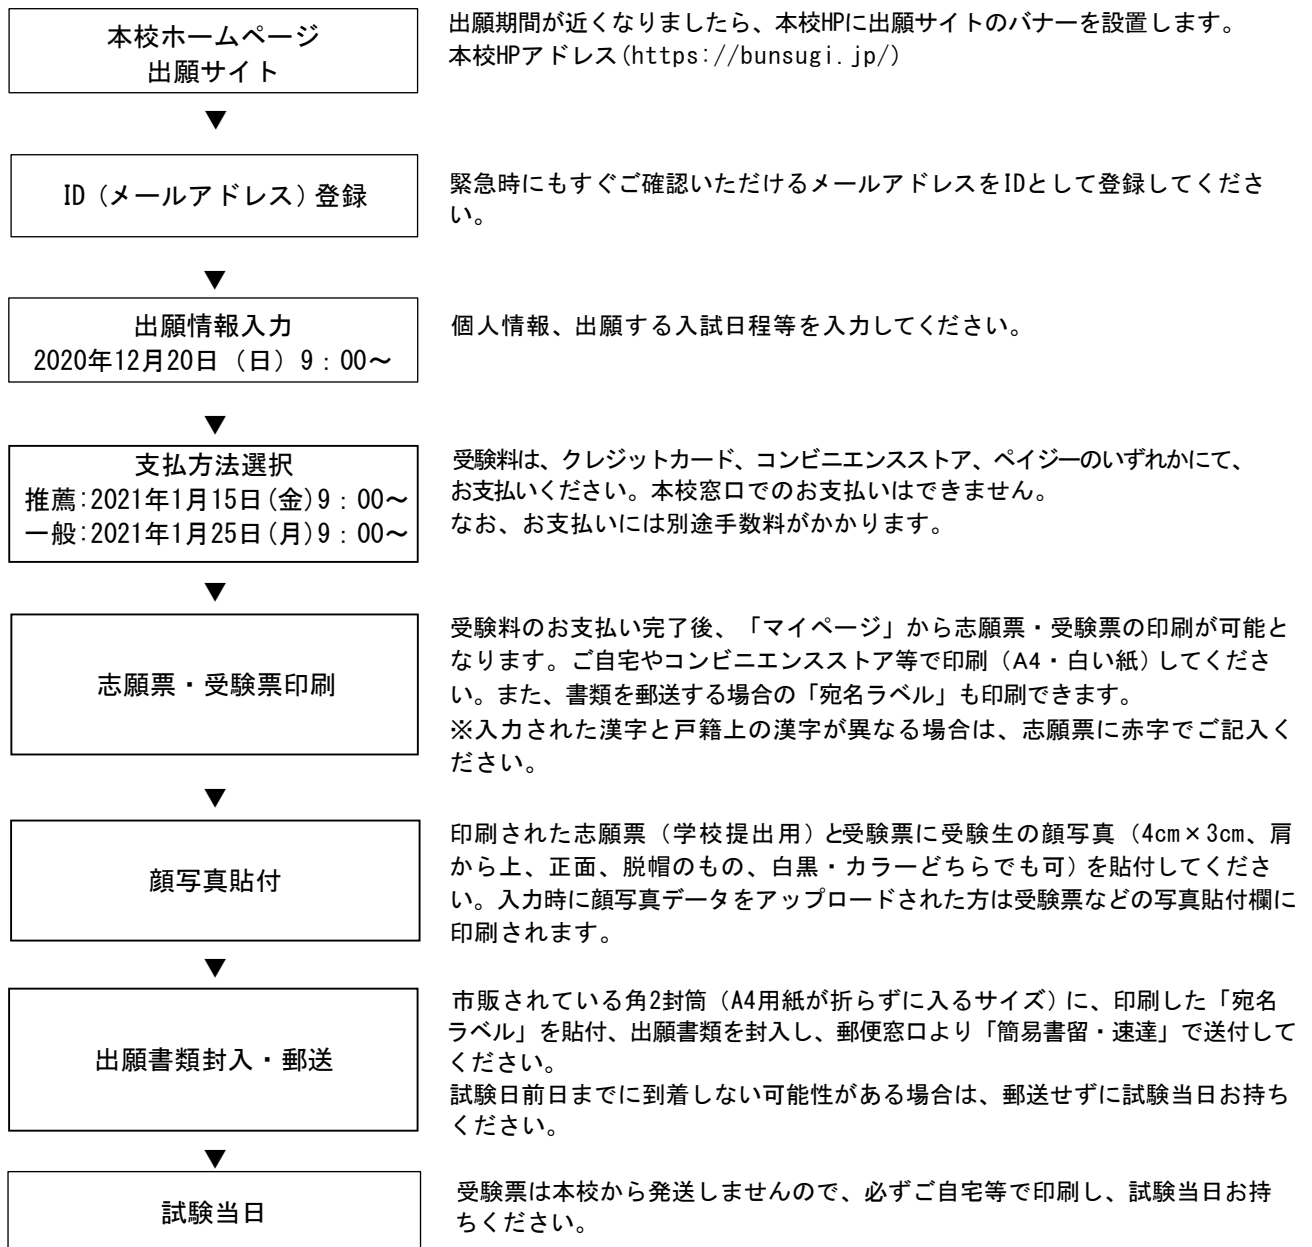 本校ホームページ
出願サイト
出願期間が近くなりましたら、本校HPに出願サイトのバナーを設置します。
本校HPアドレス(https://bunsugi.jp/)
▼
ID(メールアドレス)登録
緊急時にもすぐご確認いただけるメールアドレスをIDとして登録してくださ
い。
▼
出願情報入力
2020年12月20日(日)9:00~
個人情報、出願する入試日程等を入力してください。
▼
支払方法選択
推薦:2021年1月15日(金)9:00~
一般:2021年1月25日(月)9:00~
受験料は、クレジットカード、コンビニエンスストア、ペイジーのいずれかにて、
お支払いください。本校窓口でのお支払いはできません。
なお、お支払いには別途手数料がかかります。
▼
志願票・受験票印刷
受験料のお支払い完了後、「マイページ」から志願票・受験票の印刷が可能と
なります。ご自宅やコンビニエンスストア等で印刷(A4・白い紙)してくださ
い。また、書類を郵送する場合の「宛名ラベル」も印刷できます。
※入力された漢字と戸籍上の漢字が異なる場合は、志願票に赤字でご記入く
ださい。
▼
顔写真貼付
印刷された志願票(学校提出用)と受験票に受験生の顔写真(4cm×3cm、肩
から上、正面、脱帽のもの、白黒・カラーどちらでも可)を貼付してくださ
い。入力時に顔写真データをアップロードされた方は受験票などの写真貼付欄に
印刷されます。
▼
出願書類封入・郵送
市販されている角2封筒(A4用紙が折らずに入るサイズ)に、印刷した「宛名
ラベル」を貼付、出願書類を封入し、郵便窓口より「簡易書留・速達」で送付して
ください。
試験日前日までに到着しない可能性がある場合は、郵送せずに試験当日お持ち
ください。
▼
試験当日
受験票は本校から発送しませんので、必ずご自宅等で印刷し、試験当日お持
ちください。